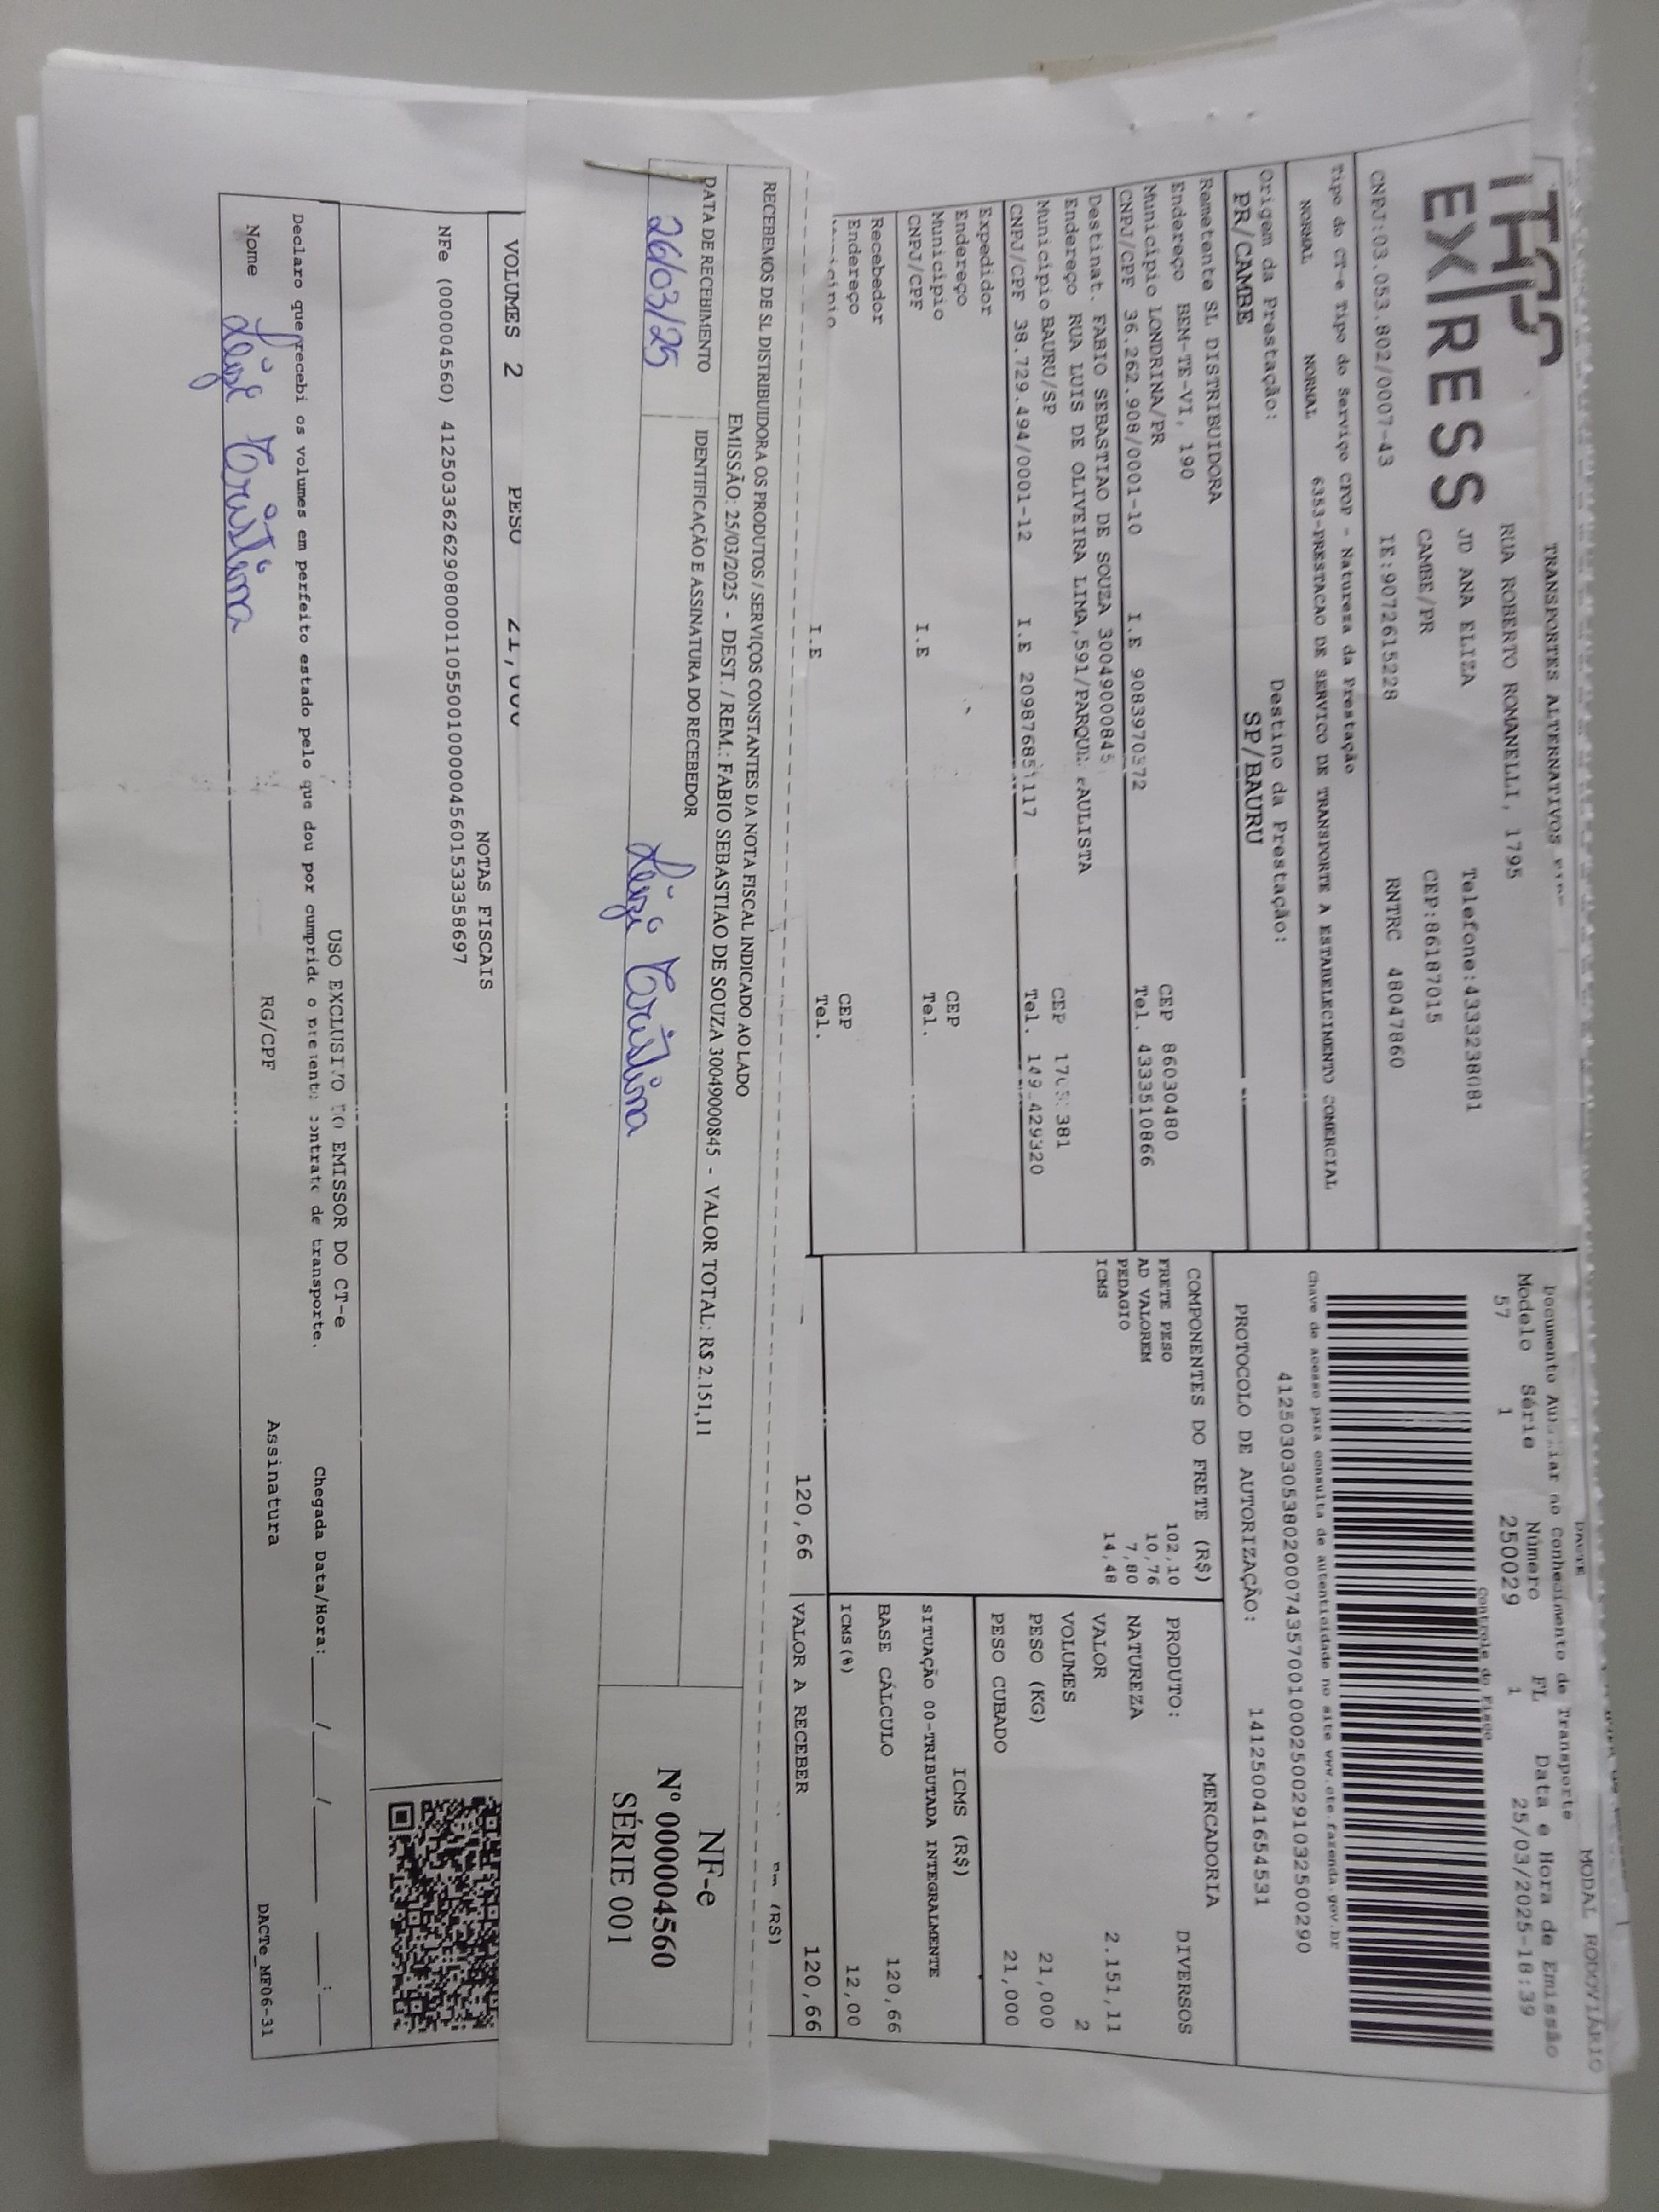 TRANSPORTES ALTERNATIVOS
RUA ROBERTO ROMANELLI, 1795
EXPRESS
JD ANA ELIZA
Telefone:4333238081
CAMBE/PR
CEP:86187015
CNPJ:03.053.802/0007-43 IE:9072615228 RNTRC 48047860
Tipo do CT-e Tipo do Serviço CFOP - Natureza da Prestação
NORMAL NORMAL 6353-PRESTACAO DE SERVICO DE TRANSPORTE A ESTABELECIMENTO COMERCIAL
Origem da Prestação: Destino da Prestação:
PR/CAMBE SP/BAURU
Remetente SL DISTRIBUIDORA
Endereço BEM-TE-VI, 190 CEP 86030480
Município LONDRINA/PR Tel. 4333510866
CNPJ/CPF 36.262.908/0001-10 I.E 9083970372
Destinat. FABIO SEBASTIAO DE SOUZA 30049000845
Endereço RUA LUIS DE OLIVEIRA LIMA,591/PARQUE PAULISTA CEP
Município BAURU/SP Tel.
CNPJ/CPF 38.729.494/0001-12 I.E
Expedidor
Endereço CEP
Município Tel.
CNPJ/CPF I.E
Recebedor
Endereço CEP
Tel.
I.E
DACTE
MODAL RODOVIÁRIO
Documento Auxiliar ao Conhecimento de Transporte
Modelo Série Número FL Data e Hora de Emissão
57 1 250029 1 25/03/2025-18:39
Controle do Fisco
Chave de acesso para consulta de autenticidade no site www.cte.fazenda.gov.br
41250303053802000743570010002500291032500290
PROTOCOLO DE AUTORIZAÇÃO: 141250041654531
COMPONENTES DO FRETE (R$)
FRETE PESO 102,10
AD VALOREM 10,76
PEDAGIO 7,80
ICMS 14,48
MERCADORIA
PRODUTO: DIVERSOS
NATUREZA
VALOR 2.151,11
VOLUMES 2
PESO (KG) 21,000
PESO CUBADO 21,000
ICMS (R$)
SITUAÇÃO 00-TRIBUTADA INTEGRALMENTE
BASE CÁLCULO 120,66
ICMS(%) 12,00
120,66 VALOR A RECEBER 120,66
(R$)
RECEBEMOS DE SL DISTRIBUIDORA OS PRODUTOS / SERVIÇOS CONSTANTES DA NOTA FISCAL INDICADO AO LADO
EMISSÃO: 25/03/2025 - DEST. / REM.: FABIO SEBASTIAO DE SOUZA 30049000845 - VALOR TOTAL: R$ 2.151,11
DATA DE RECEBIMENTO IDENTIFICAÇÃO E ASSINATURA DO RECEBEDOR
26/03/25
Cristina
NF-e
Nº 000004560
SÉRIE 001
VOLUMES 2 PESO 21,000
NOTAS FISCAIS
NFe (000004560) 41250336262908000110550010000045601533358697
USO EXCLUSIVO DO EMISSOR DO CT-e
Declaro que recebi os volumes em perfeito estado pelo que dou por cumprido o presente contrato de transporte. Chegada Data/Hora: ___/___/_____ ___:___
Nome Cristina RG/CPF Assinatura
DACTe_MF06-31